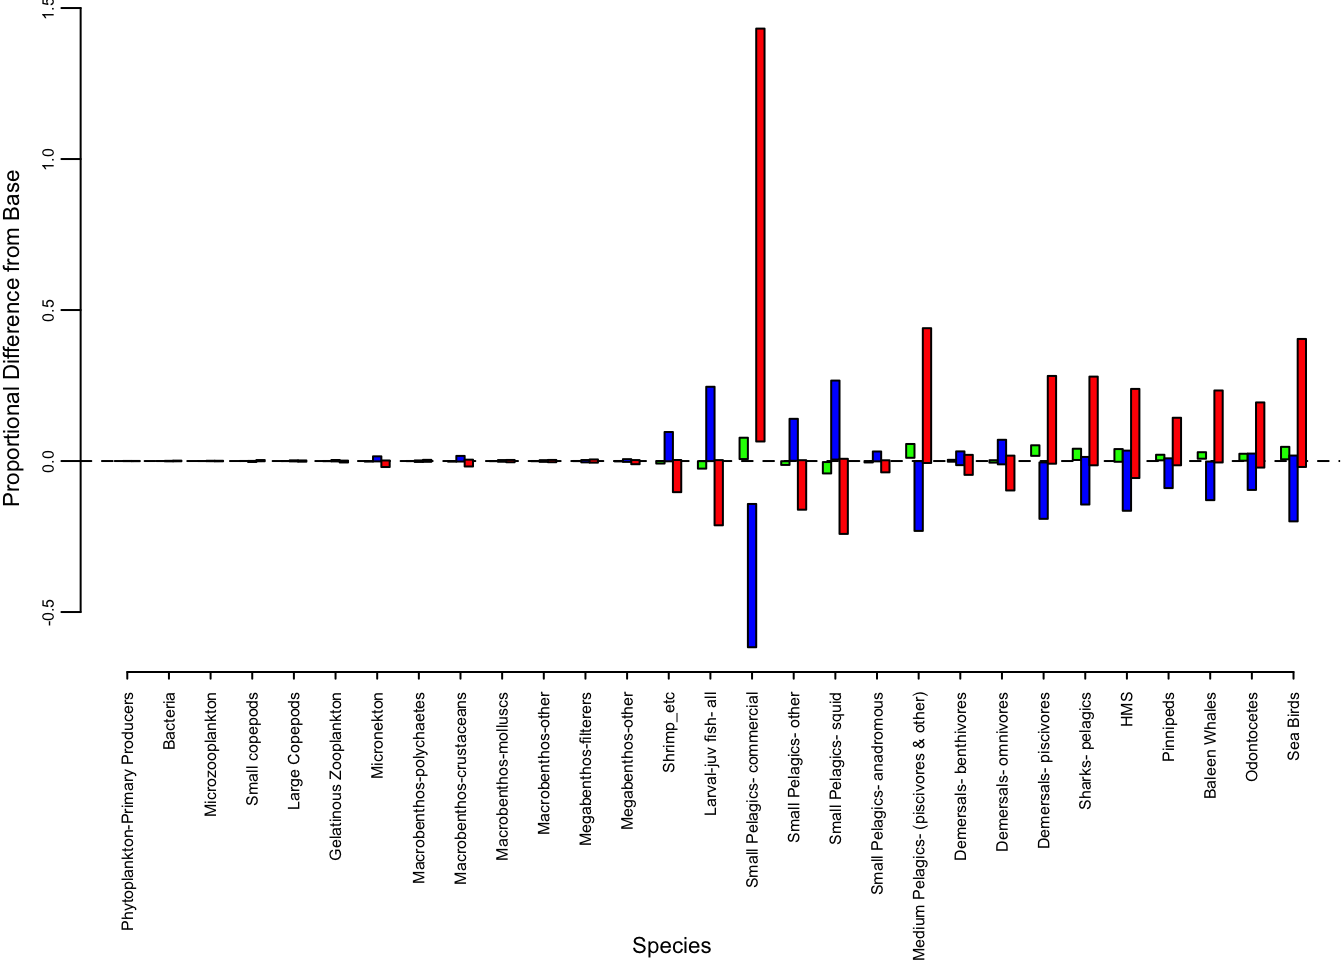 Proportional Difference from Base
1.5
1.0
0.5
0.0
-0.5
Phytoplankton-Primary Producers
Bacteria
Microzooplankton
Small copepods
Large Copepods
Gelatinous Zooplankton
Micronekton
Macrobenthos-polychaetes
Macrobenthos-crustaceans
Macrobenthos-molluscs
Macrobenthos-other
Megabenthos-filterers
Megabenthos-other
Shrimp_etc
Larval-juv fish- all
Small Pelagics- commercial
Small Pelagics- other
Small Pelagics- squid
Small Pelagics- anadromous
Medium Pelagics- (piscivores & other)
Demersals- benthivores
Demersals- omnivores
Demersals- piscivores
Sharks- pelagics
HMS
Pinnipeds
Baleen Whales
Odontocetes
Sea Birds
Species